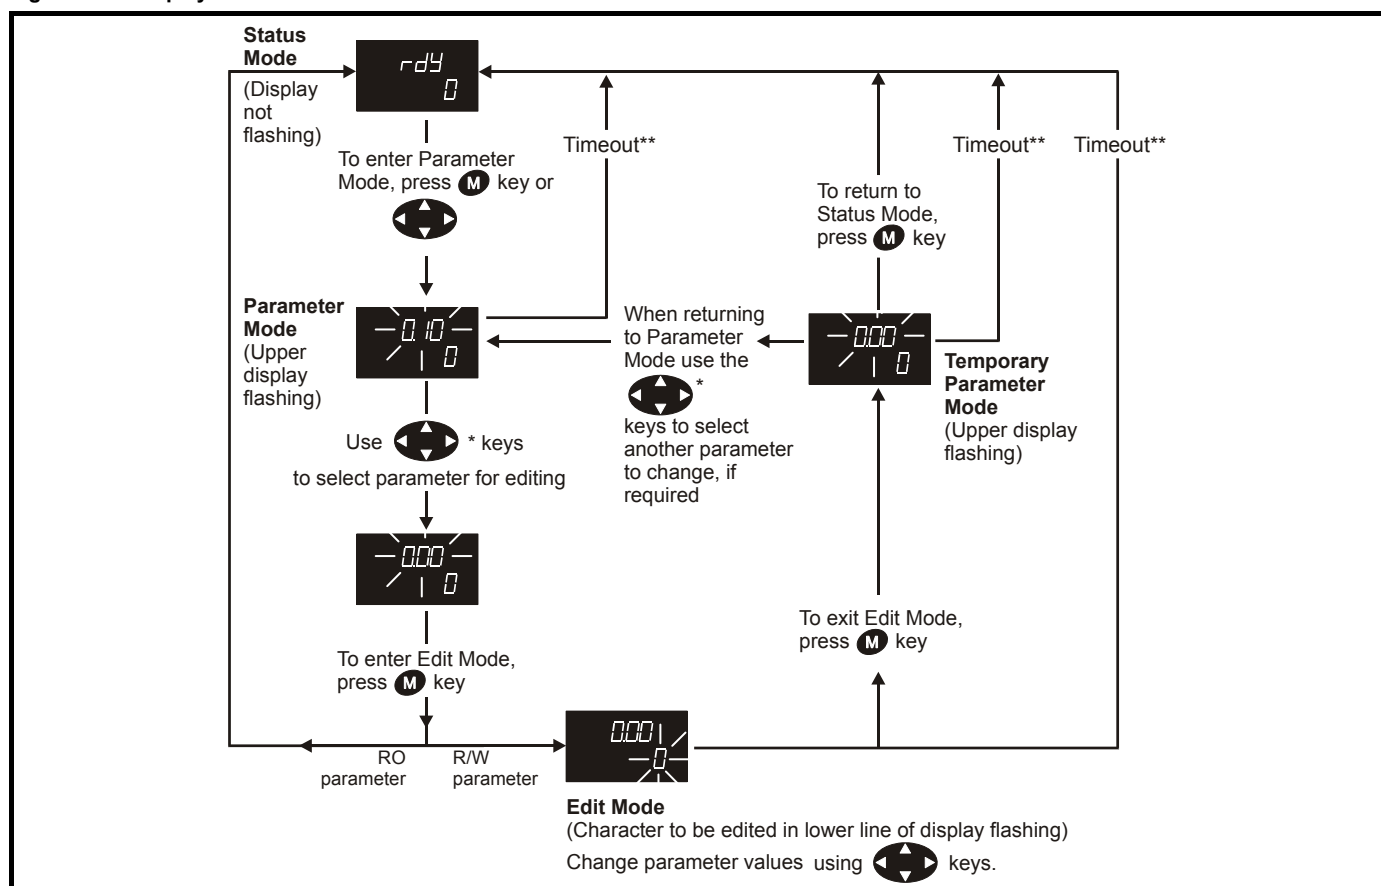 Status
Mode
(Display
not
flashing)
rdy
0
To enter Parameter
Mode, press M key or
Timeout**
To return to
Status Mode,
press M key
Timeout**
Timeout**
Parameter
Mode
(Upper
display
flashing)
0.10
0
When returning
to Parameter
Mode use the
*
keys to select
another parameter
to change, if
required
0.00
0
Temporary
Parameter
Mode
(Upper display
flashing)
Use * keys
to select parameter for editing
0.00
0
To enter Edit Mode,
press M key
To exit Edit Mode,
press M key
RO
parameter
R/W
parameter
0.00
0
Edit Mode
(Character to be edited in lower line of display flashing)
Change parameter values using keys.